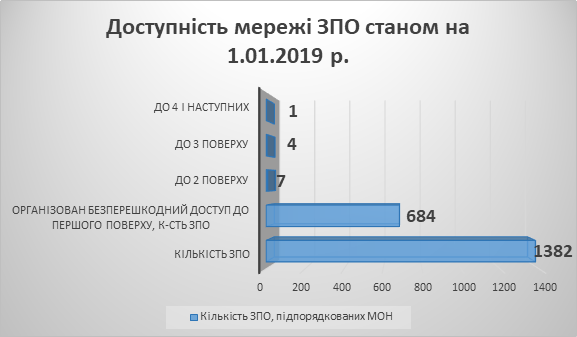 Доступність мережі ЗПО станом на
1.01.2019 р.
ДО 4 І НАСТУПНИХ
1
ДО 3 ПОВЕРХУ
4
ДО 2 ПОВЕРХУ
7
ОРГАНІЗОВАН БЕЗПЕРЕШКОДНИЙ ДОСТУП ДО
ПЕРШОГО ПОВЕРХУ, К-СТЬ ЗПО
684
КІЛЬКІСТЬ ЗПО
1382
0 200 400 600 800 1000 1200 1400
Кількість ЗПО, підпорядкованих МОН